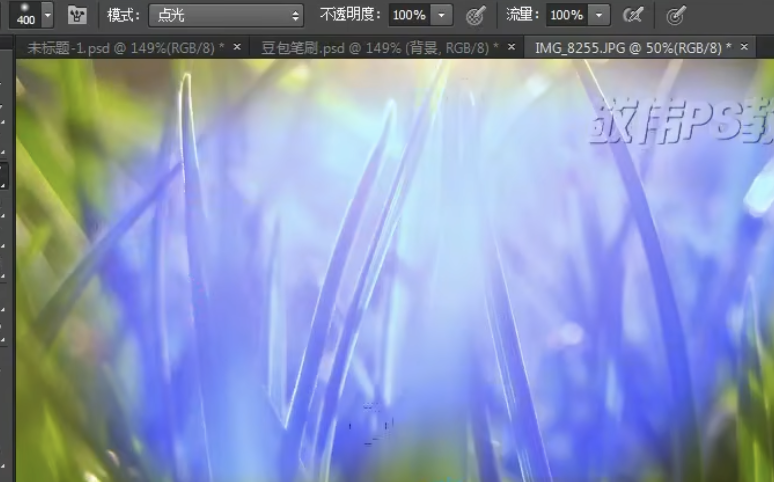 400 模式： 点光 不透明度： 100% 流量： 100%
未标题-1.psd @ 149%(RGB/8) * × 豆包笔刷.psd @ 149% (背景, RGB/8) * × IMG_8255.JPG @ 50%(RGB/8) * ×
敬伟PS教